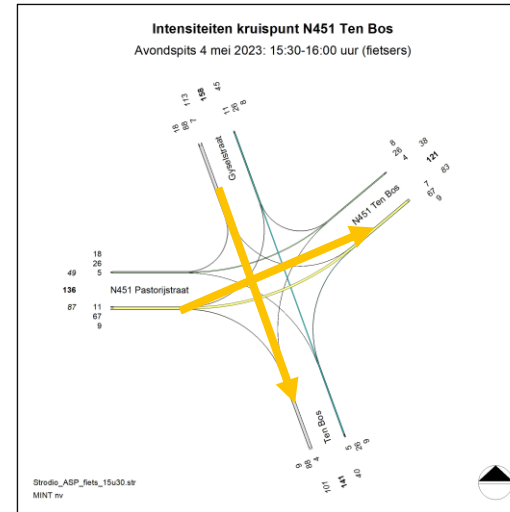 Intensiteiten kruispunt N451 Ten Bos
Avondspits 4 mei 2023: 15:30-16:00 uur (fietsers)
18 88 7 113 158 45 11 26 8
Gyselstraat
8 26 4 38
121
7 67 9 83
N451 Ten Bos
18
26
49 5
136 N451 Pastorijstraat
87 11
67
9
Ten Bos
9 88 4 101 141 40 5 26 9
Strodio_ASP_fiets_15u30.str
MINT nv